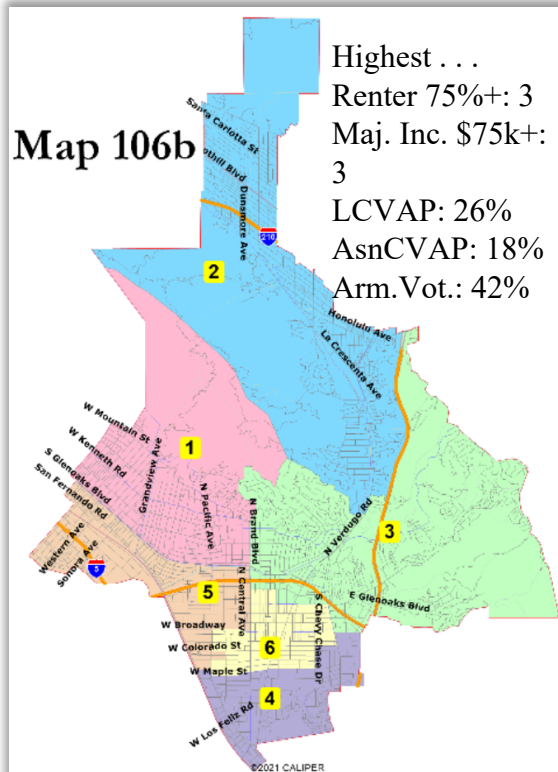 Map 106b
Highest . . .
Renter 75%+: 3
Maj. Inc. $75k+:
3
LCVAP: 26%
AsnCVAP: 18%
Arm.Vot.: 42%
Santa Carlotta St
othill Blvd
Dunsmore Ave
210
2
Honolulu Ave
La Crescenta Ave
W Mountain St
W Kenneth Rd
S Glenoaks Blvd
San Fernando Rd
Western Ave
Sonora Ave
5
Grandview Ave
1
N Pacific Ave
N Brand Blvd
N Verdugo Rd
3
E Glenoaks Blvd
5
N Central Ave
S Chevy Chase Dr
W Broadway
W Colorado St
6
W Maple St
4
W Los Feliz Rd
©2021 CALIPER